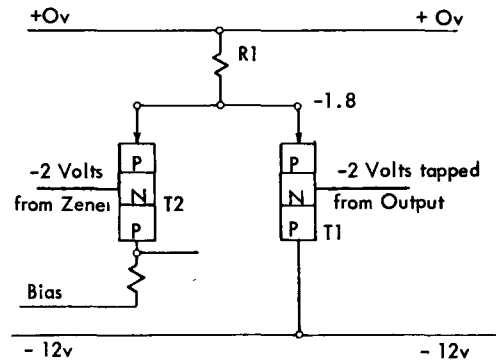 +Ov
+ Ov
R1
-1.8
P
P
-2 Volts
N
N
-2 Volts tapped
from Zener
T2
from Output
P
P
T1
Bias
- 12v
- 12v